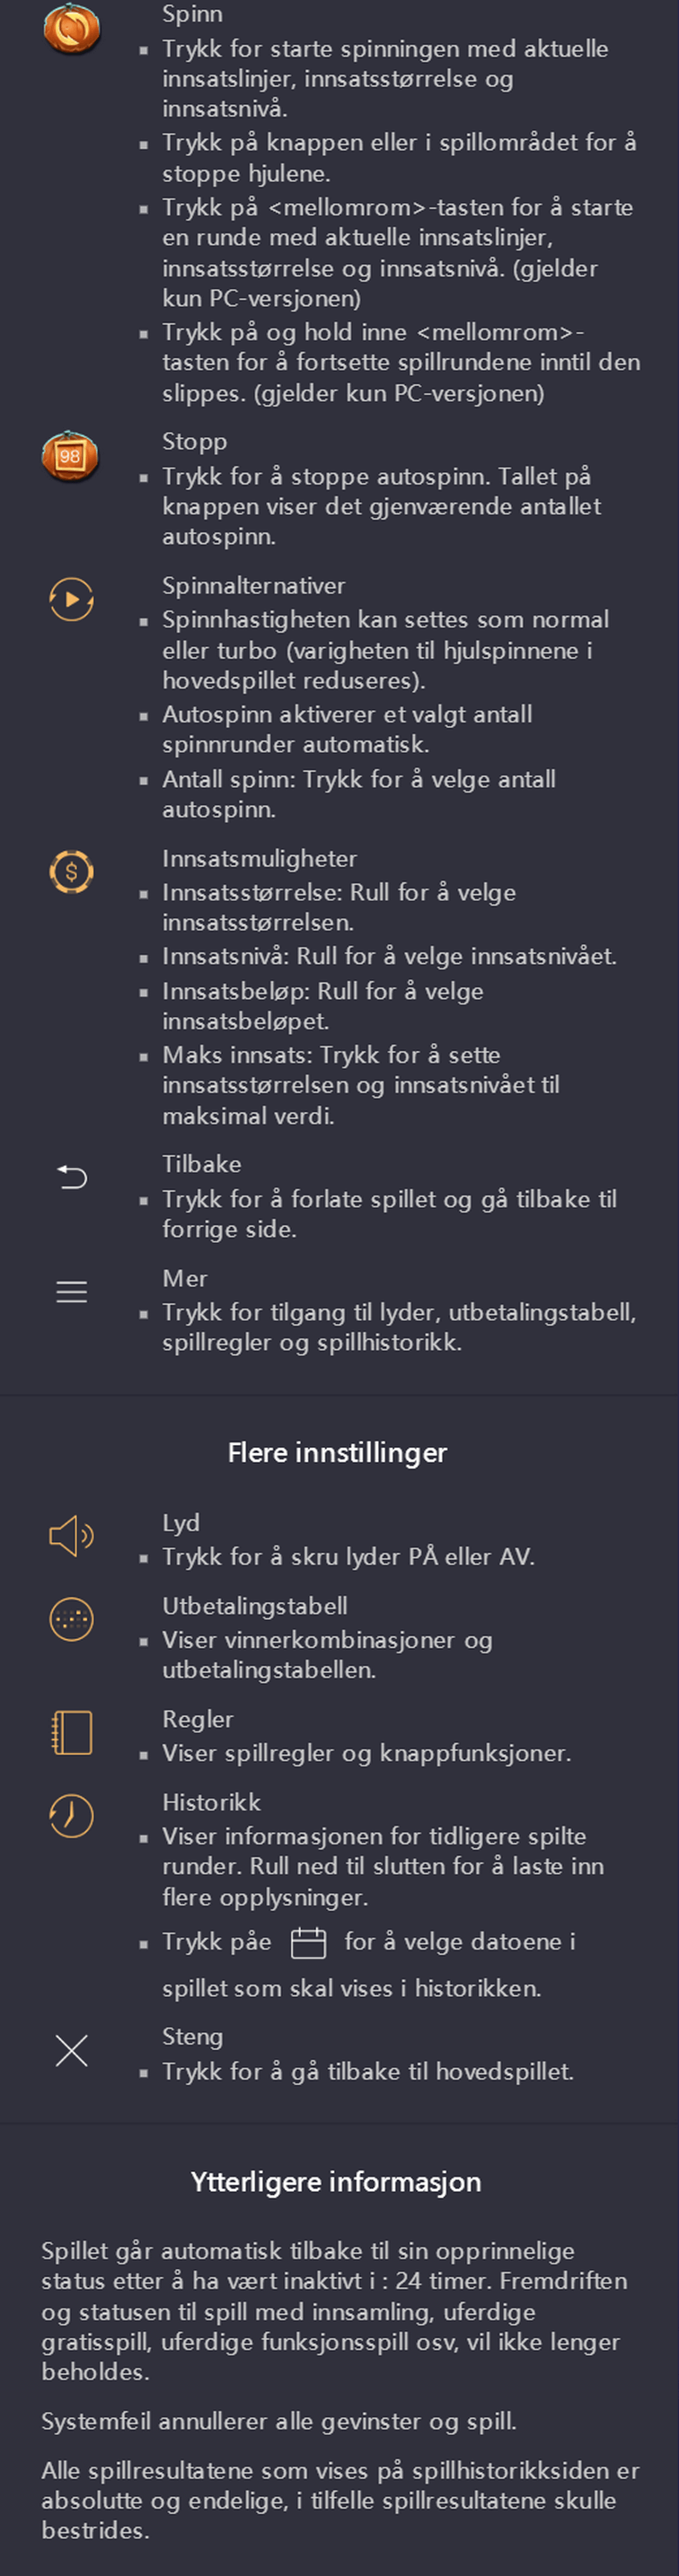 Spinn
▪ Trykk for starte spinningen med aktuelle
innsatslinjer, innsatsstørrelse og
innsatsnivå.
▪ Trykk på knappen eller i spillområdet for å
stoppe hjulene.
▪ Trykk på <mellomrom>-tasten for å starte
en runde med aktuelle innsatslinjer,
innsatsstørrelse og innsatsnivå. (gjelder
kun PC-versjonen)
▪ Trykk på og hold inne <mellomrom>-
tasten for å fortsette spillrundene inntil den
slippes. (gjelder kun PC-versjonen)
98
Stopp
▪ Trykk for å stoppe autospinn. Tallet på
knappen viser det gjenværende antallet
autospinn.
Spinnalternativer
▪ Spinnhastigheten kan settes som normal
eller turbo (varigheten til hjulspinnene i
hovedspillet reduseres).
▪ Autospinn aktiverer et valgt antall
spinnrunder automatisk.
▪ Antall spinn: Trykk for å velge antall
autospinn.
$
Innsatsmuligheter
▪ Innsatsstørrelse: Rull for å velge
innsatsstørrelsen.
▪ Innsatsnivå: Rull for å velge innsatsnivået.
▪ Innsatsbeløp: Rull for å velge
innsatsbeløpet.
▪ Maks innsats: Trykk for å sette
innsatsstørrelsen og innsatsnivået til
maksimal verdi.
Tilbake
▪ Trykk for å forlate spillet og gå tilbake til
forrige side.
Mer
▪ Trykk for tilgang til lyder, utbetalingstabell,
spillregler og spillhistorikk.
Flere innstillinger
Lyd
▪ Trykk for å skru lyder PÅ eller AV.
Utbetalingstabell
▪ Viser vinnerkombinasjoner og
utbetalingstabellen.
Regler
▪ Viser spillregler og knappfunksjoner.
Historikk
▪ Viser informasjonen for tidligere spilte
runder. Rull ned til slutten for å laste inn
flere opplysninger.
▪ Trykk påe for å velge datoene i
spillet som skal vises i historikken.
Steng
▪ Trykk for å gå tilbake til hovedspillet.
Ytterligere informasjon
Spillet går automatisk tilbake til sin opprinnelige
status etter å ha vært inaktivt i : 24 timer. Fremdriften
og statusen til spill med innsamling, uferdige
gratisspill, uferdige funksjonsspill osv, vil ikke lenger
beholdes.
Systemfeil annullerer alle gevinster og spill.
Alle spillresultatene som vises på spillhistorikksiden er
absolutte og endelige, i tilfelle spillresultatene skulle
bestrides.